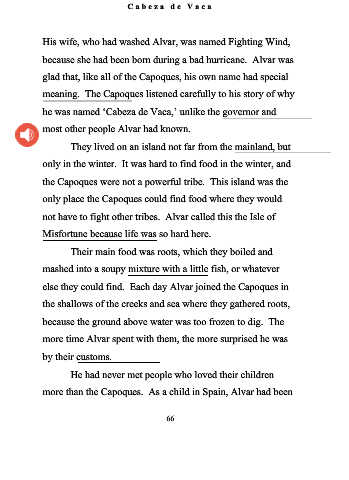 Cabeza de Vaca
His wife, who had washed Alvar, was named Fighting Wind,
because she had been born during a bad hurricane. Alvar was
glad that, like all of the Capoques, his own name had special
meaning. The Capoques listened carefully to his story of why
he was named ‘Cabeza de Vaca,’ unlike the governor and
most other people Alvar had known.
They lived on an island not far from the mainland, but
only in the winter. It was hard to find food in the winter, and
the Capoques were not a powerful tribe. This island was the
only place the Capoques could find food where they would
not have to fight other tribes. Alvar called this the Isle of
Misfortune because life was so hard here.
Their main food was roots, which they boiled and
mashed into a soupy mixture with a little fish, or whatever
else they could find. Each day Alvar joined the Capoques in
the shallows of the creeks and sea where they gathered roots,
because the ground above water was too frozen to dig. The
more time Alvar spent with them, the more surprised he was
by their customs.
He had never met people who loved their children
more than the Capoques. As a child in Spain, Alvar had been
66